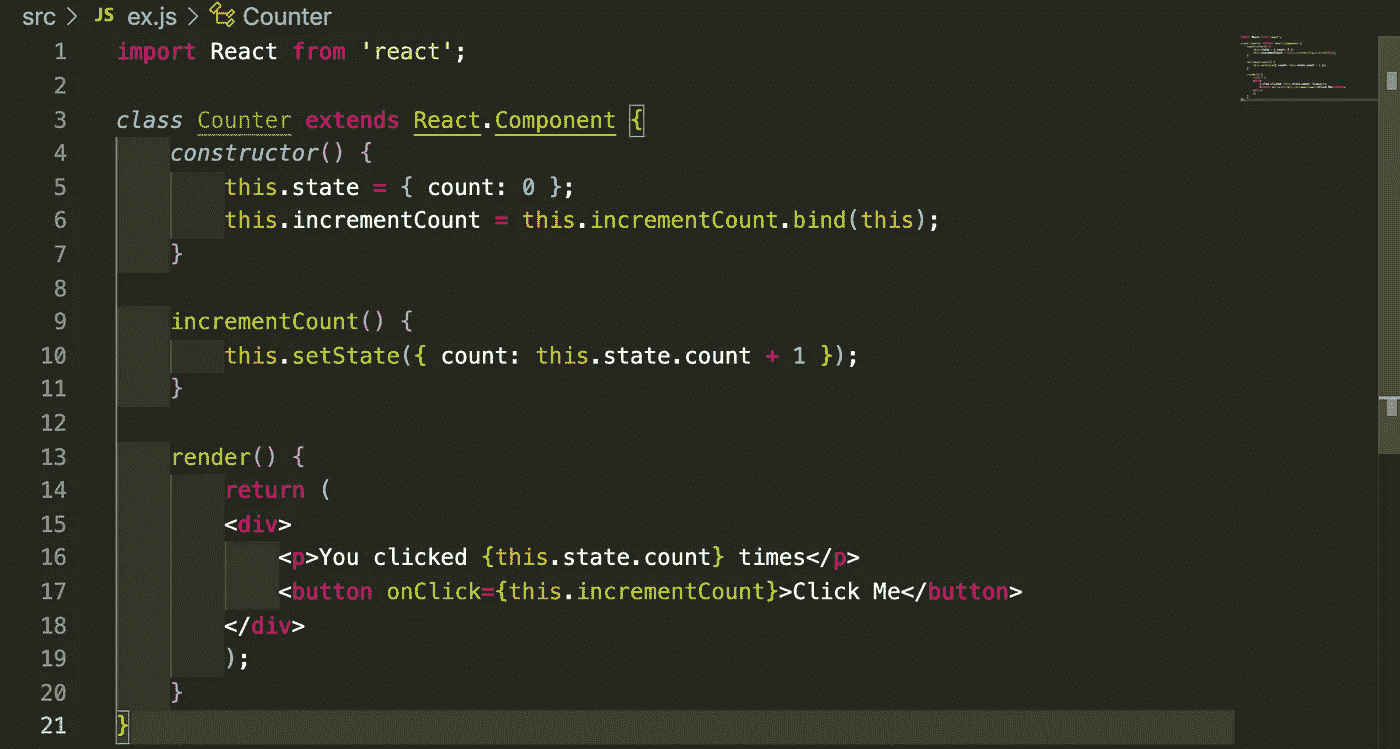 src > JS ex.js > Counter
1 import React from 'react';
2
3 class Counter extends React.Component {
4     constructor() {
5         this.state = { count: 0 };
6         this.incrementCount = this.incrementCount.bind(this);
7     }
8
9     incrementCount() {
10         this.setState({ count: this.state.count + 1 });
11     }
12
13     render() {
14         return (
15         <div>
16             <p>You clicked {this.state.count} times</p>
17             <button onClick={this.incrementCount}>Click Me</button>
18         </div>
19         );
20     }
21 }